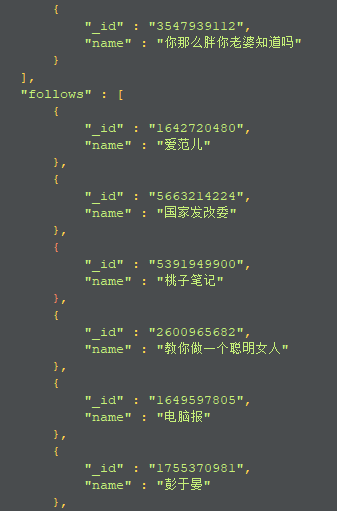 {
"_id" : "3547939112",
"name" : "你那么胖你老婆知道吗"
}
],
"follows" : [
{
"_id" : "1642720480",
"name" : "爱范儿"
},
{
"_id" : "5663214224",
"name" : "国家发改委"
},
{
"_id" : "5391949900",
"name" : "桃子笔记"
},
{
"_id" : "2600965682",
"name" : "教你做一个聪明女人"
},
{
"_id" : "1649597805",
"name" : "电脑报"
},
{
"_id" : "1755370981",
"name" : "彭于晏"
},